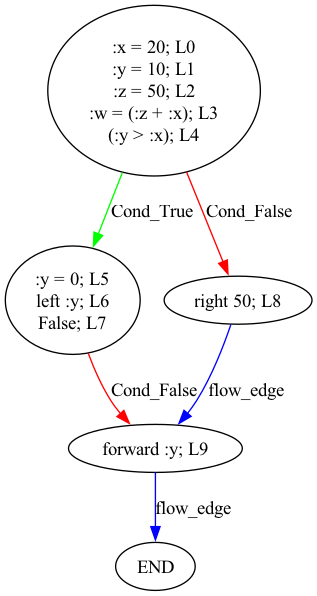 :x = 20; L0
:y = 10; L1
:z = 50; L2
:w = (:z + :x); L3
(:y > :x); L4
Cond_True
Cond_False
:y = 0; L5
left :y; L6
False; L7
right 50; L8
Cond_False
flow_edge
forward :y; L9
flow_edge
END